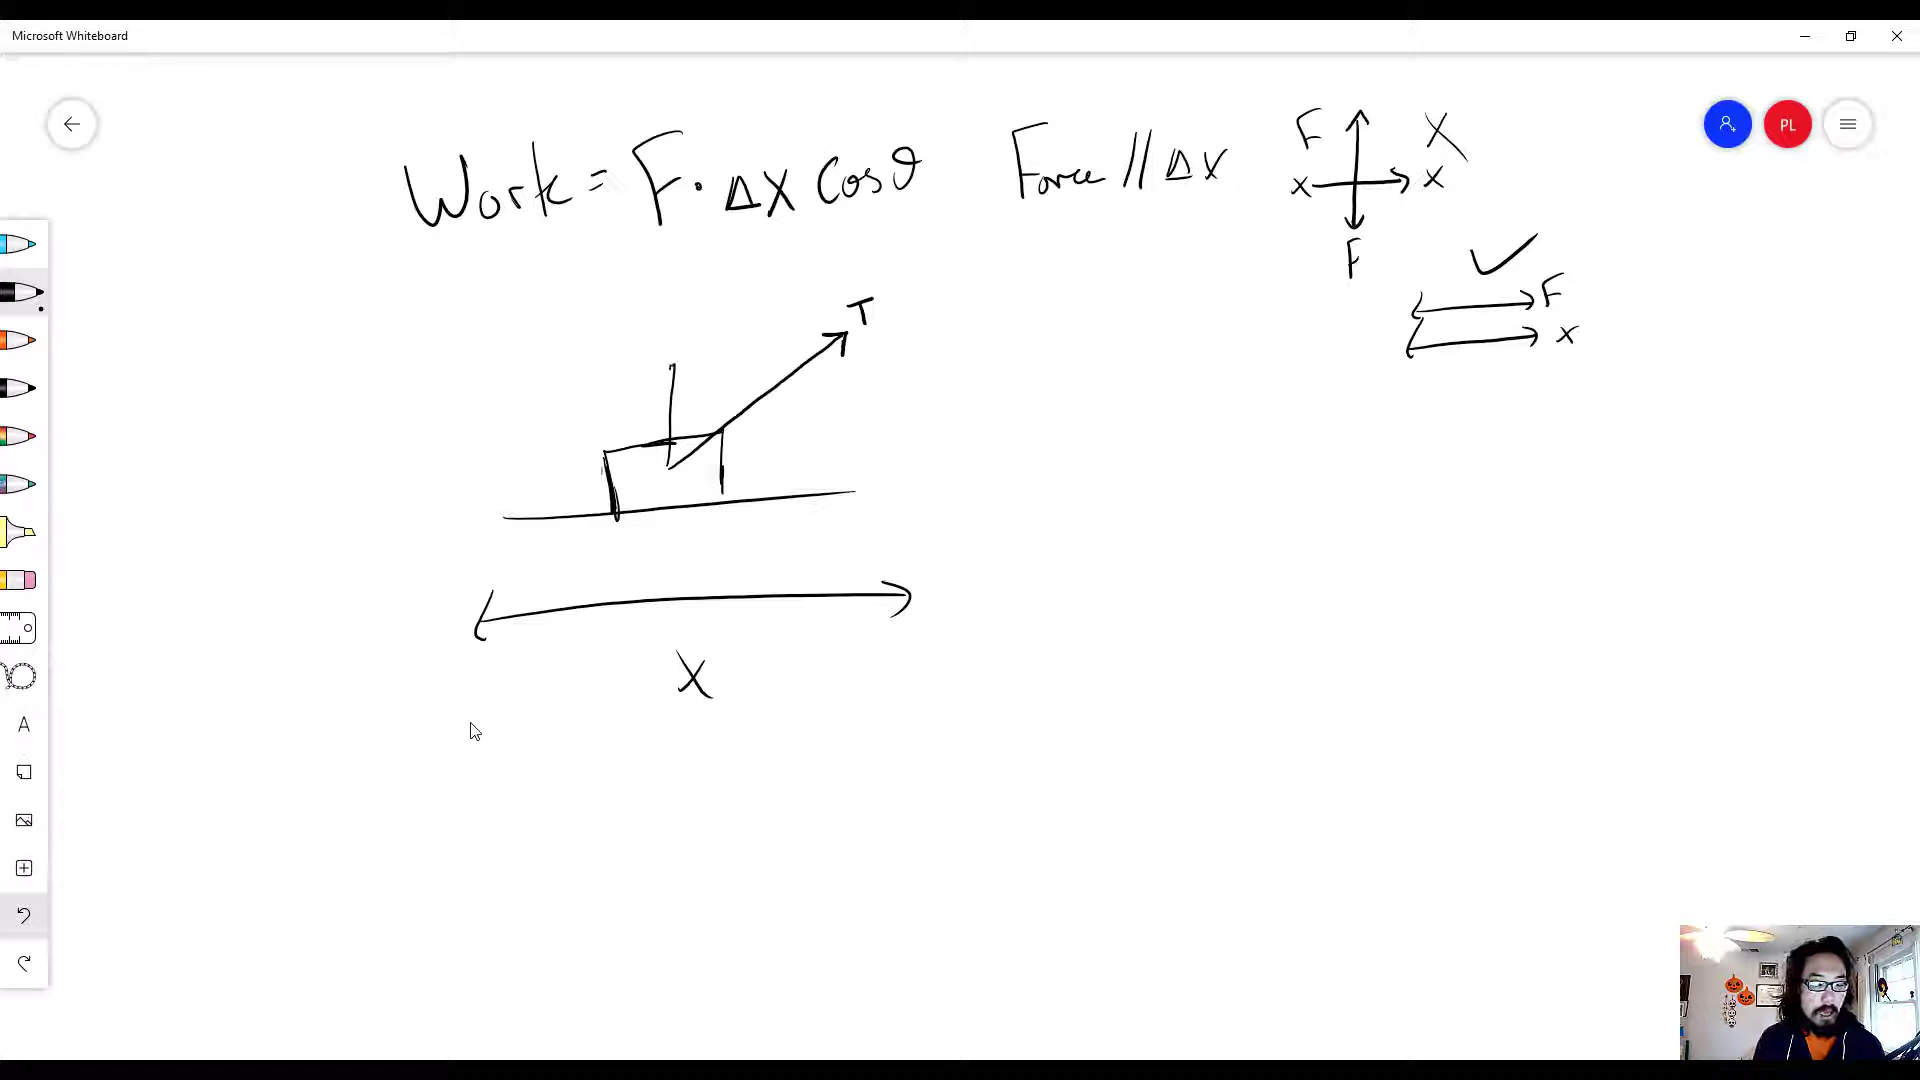 Microsoft Whiteboard
Work = F · Δx cos θ
Force // Δx
F
X
x
x
F
PL
✓
F
x
T
X
A